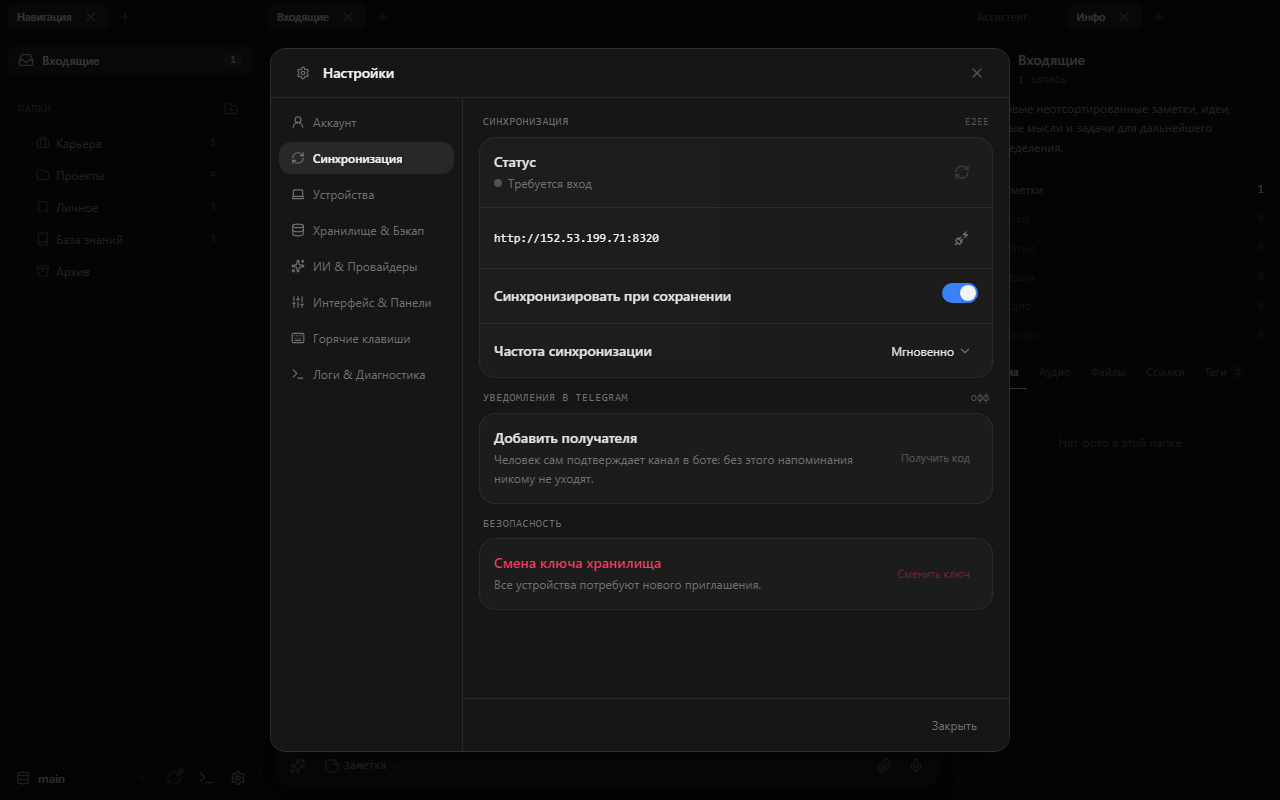 Навигация
Входящие
Ассистент
Инфо
Входящие
1
ПАПКИ
Карьера
1
Проекты
4
Личное
3
База знаний
3
Архив
main
Настройки
Аккаунт
Синхронизация
Устройства
Хранилище & Бэкап
ИИ & Провайдеры
Интерфейс & Панели
Горячие клавиши
Логи & Диагностика
СИНХРОНИЗАЦИЯ
E2EE
Статус
Требуется вход
http://152.53.199.71:8320
Синхронизировать при сохранении
Частота синхронизации
Мгновенно
УВЕДОМЛЕНИЯ В TELEGRAM
ОФФ
Добавить получателя
Человек сам подтверждает канал в боте: без этого напоминания
никому не уходят.
Получить код
БЕЗОПАСНОСТЬ
Смена ключа хранилища
Все устройства потребуют нового приглашения.
Сменить ключ
Закрыть
Заметка
Входящие
1 запись
неотсортированные заметки, идеи,
мысли и задачи для дальнейшего
1
0
0
0
0
0
Аудио
Файлы
Ссылки
Теги
2
Нет фото в этой папке